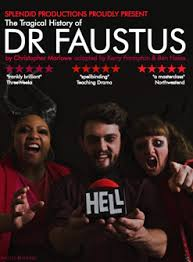 SPLENDID PRODUCTIONS PROUDLY PRESENT
The Tragical History of
DR FAUSTUS
by Christopher Marlowe adapted by Kerry Frampton & Ben Hales
★★★★★ ★★★★★ ★★★★★
"frankly brilliant" "spellbinding" "a masterclass"
ThreeWeeks Teaching Drama Northwestend
HELL